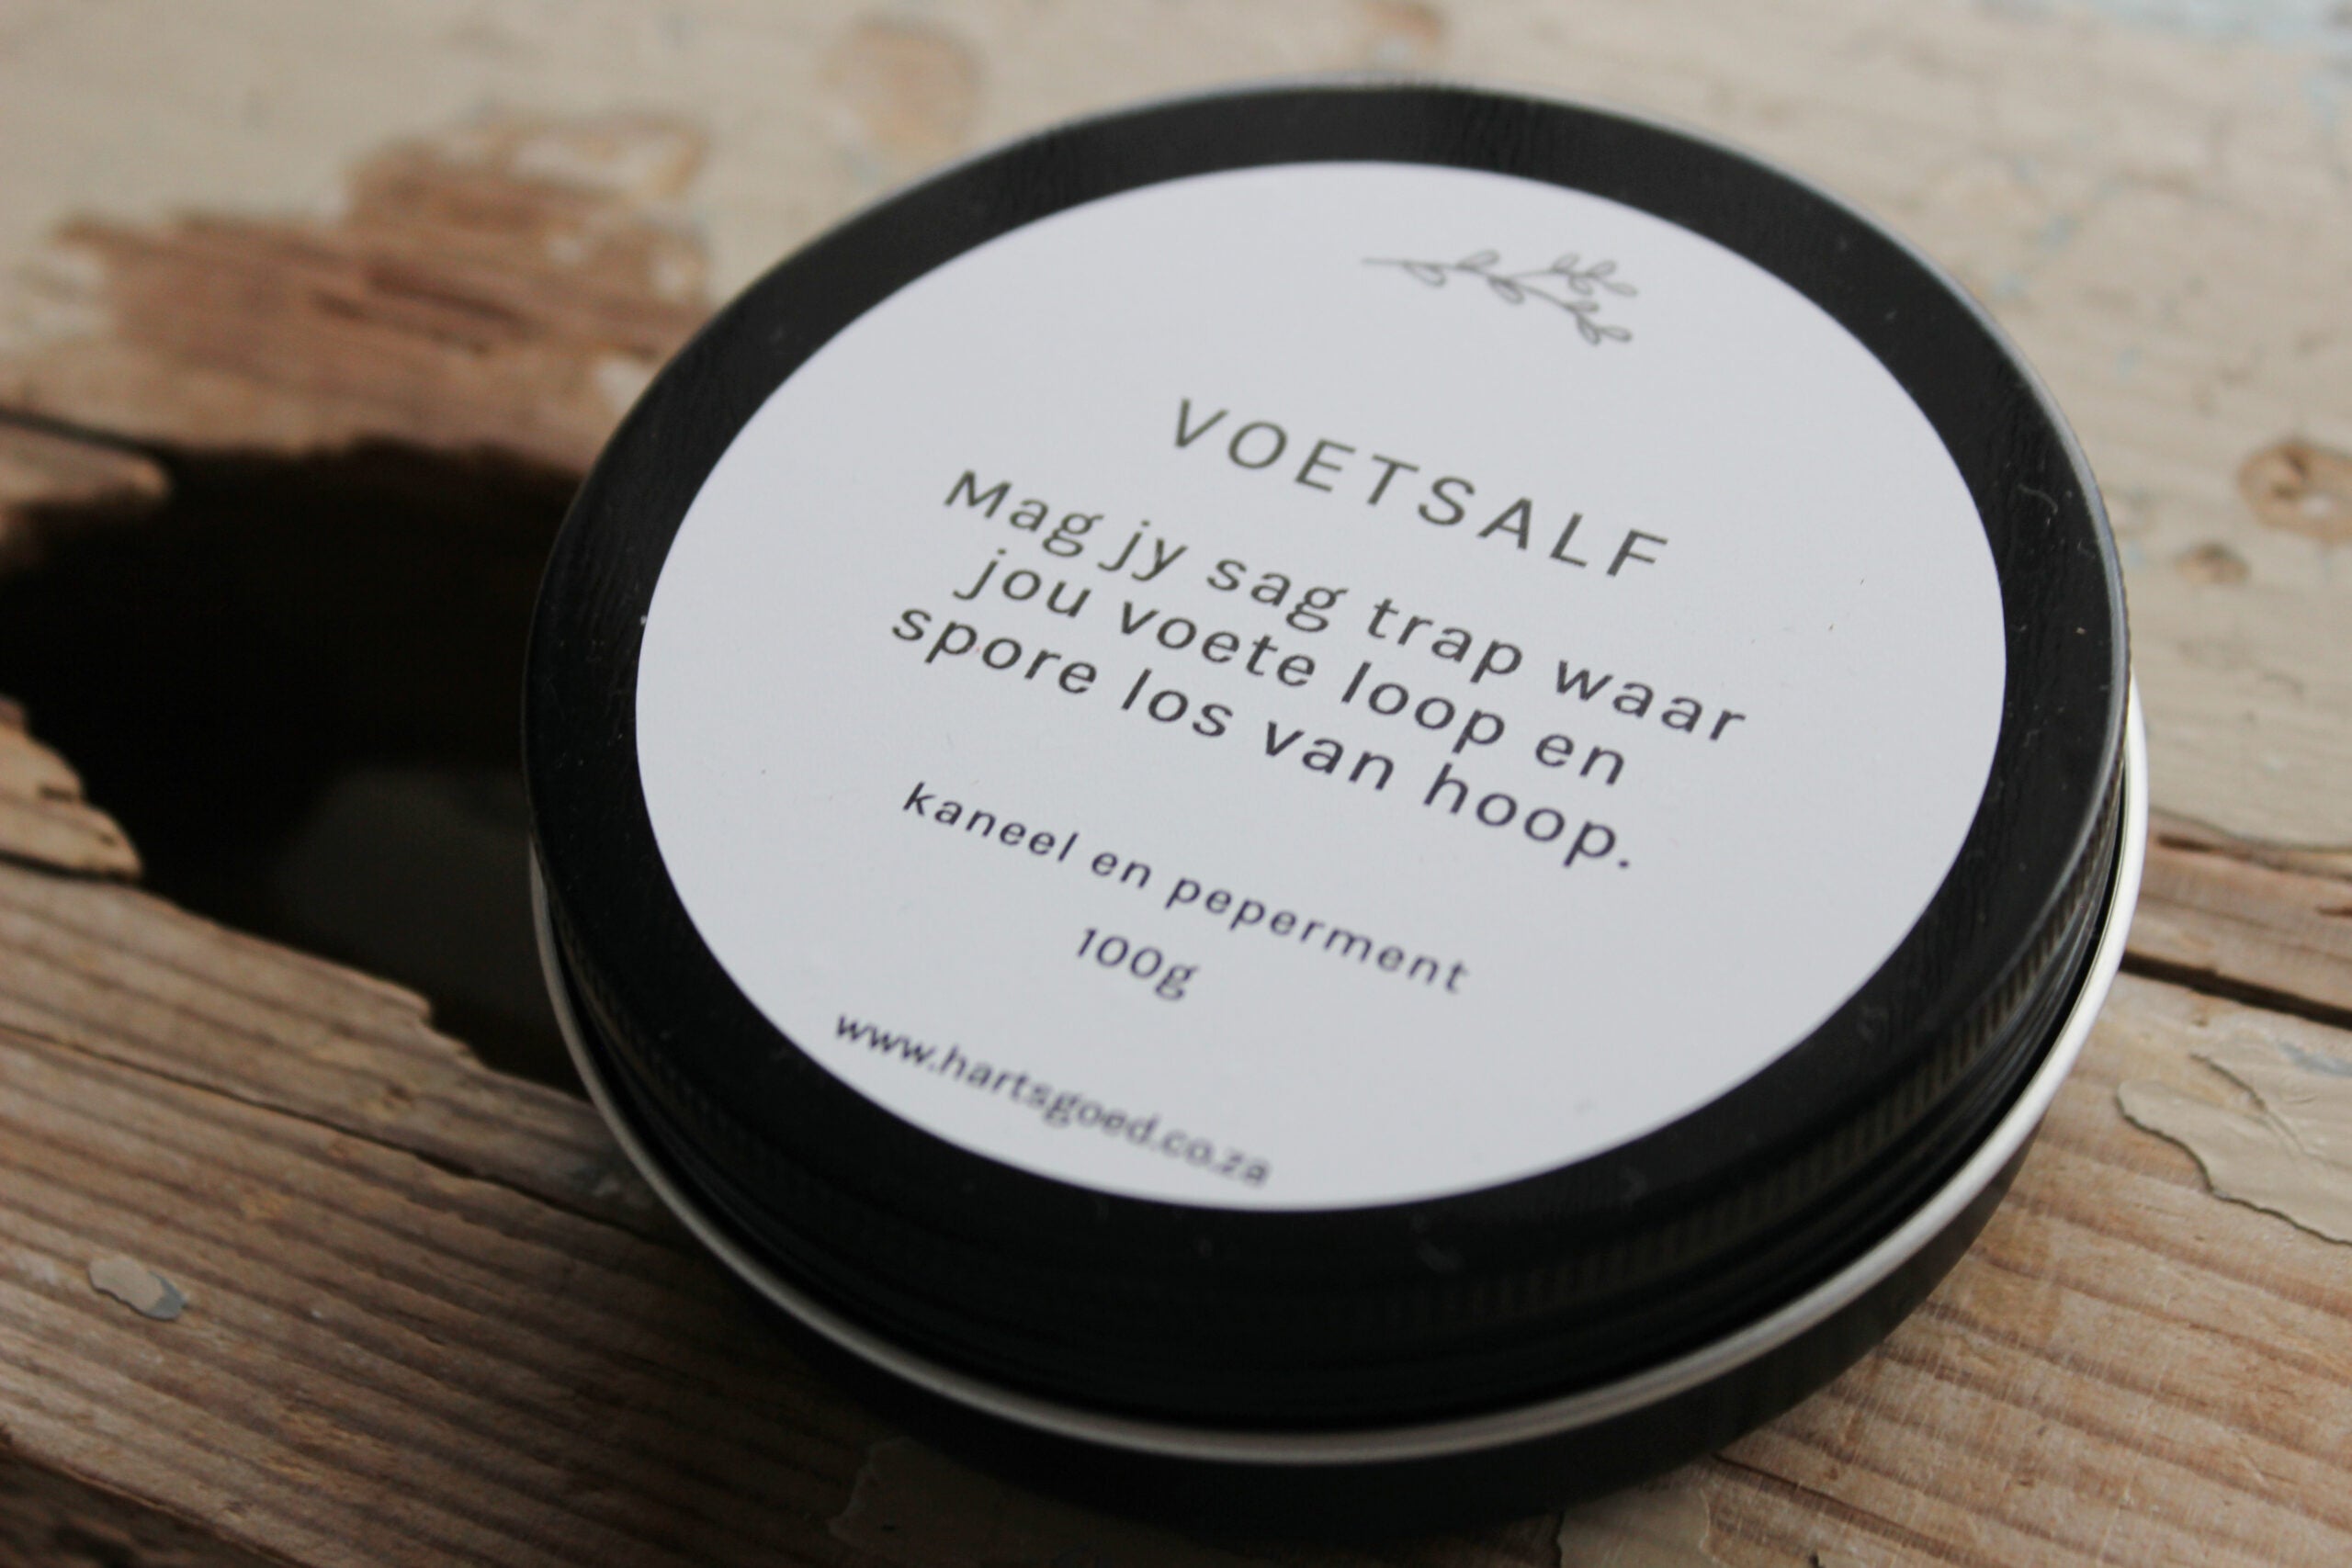 VOETSALF
Mag jy sag trap waar
jou voete loop en
spore los van hoop.
kaneel en peperment
100g
www.hartsgoed.co.za